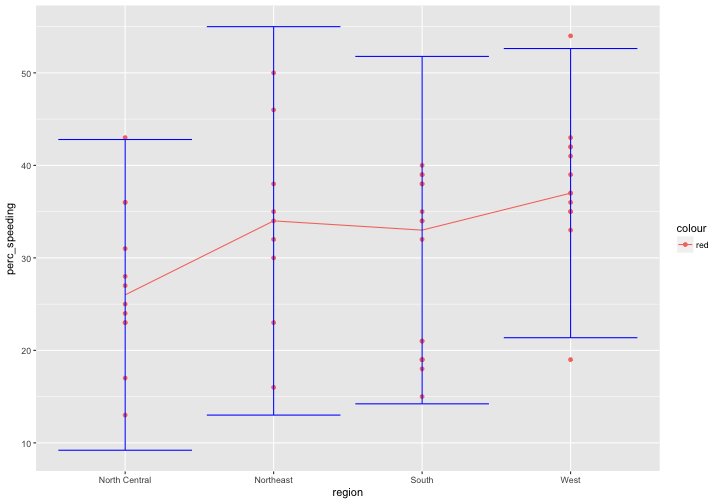 perc_speeding
50
40
30
20
10
North Central
Northeast
South
West
region
colour
red